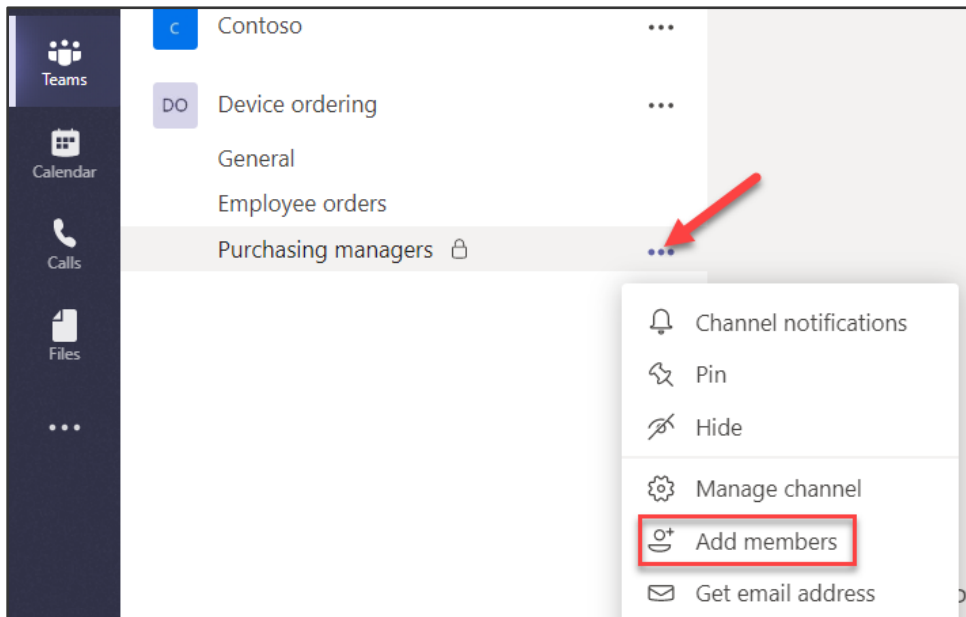 Teams
Calendar
Calls
Files
C Contoso
DO Device ordering
General
Employee orders
Purchasing managers
Channel notifications
Pin
Hide
Manage channel
Add members
Get email address